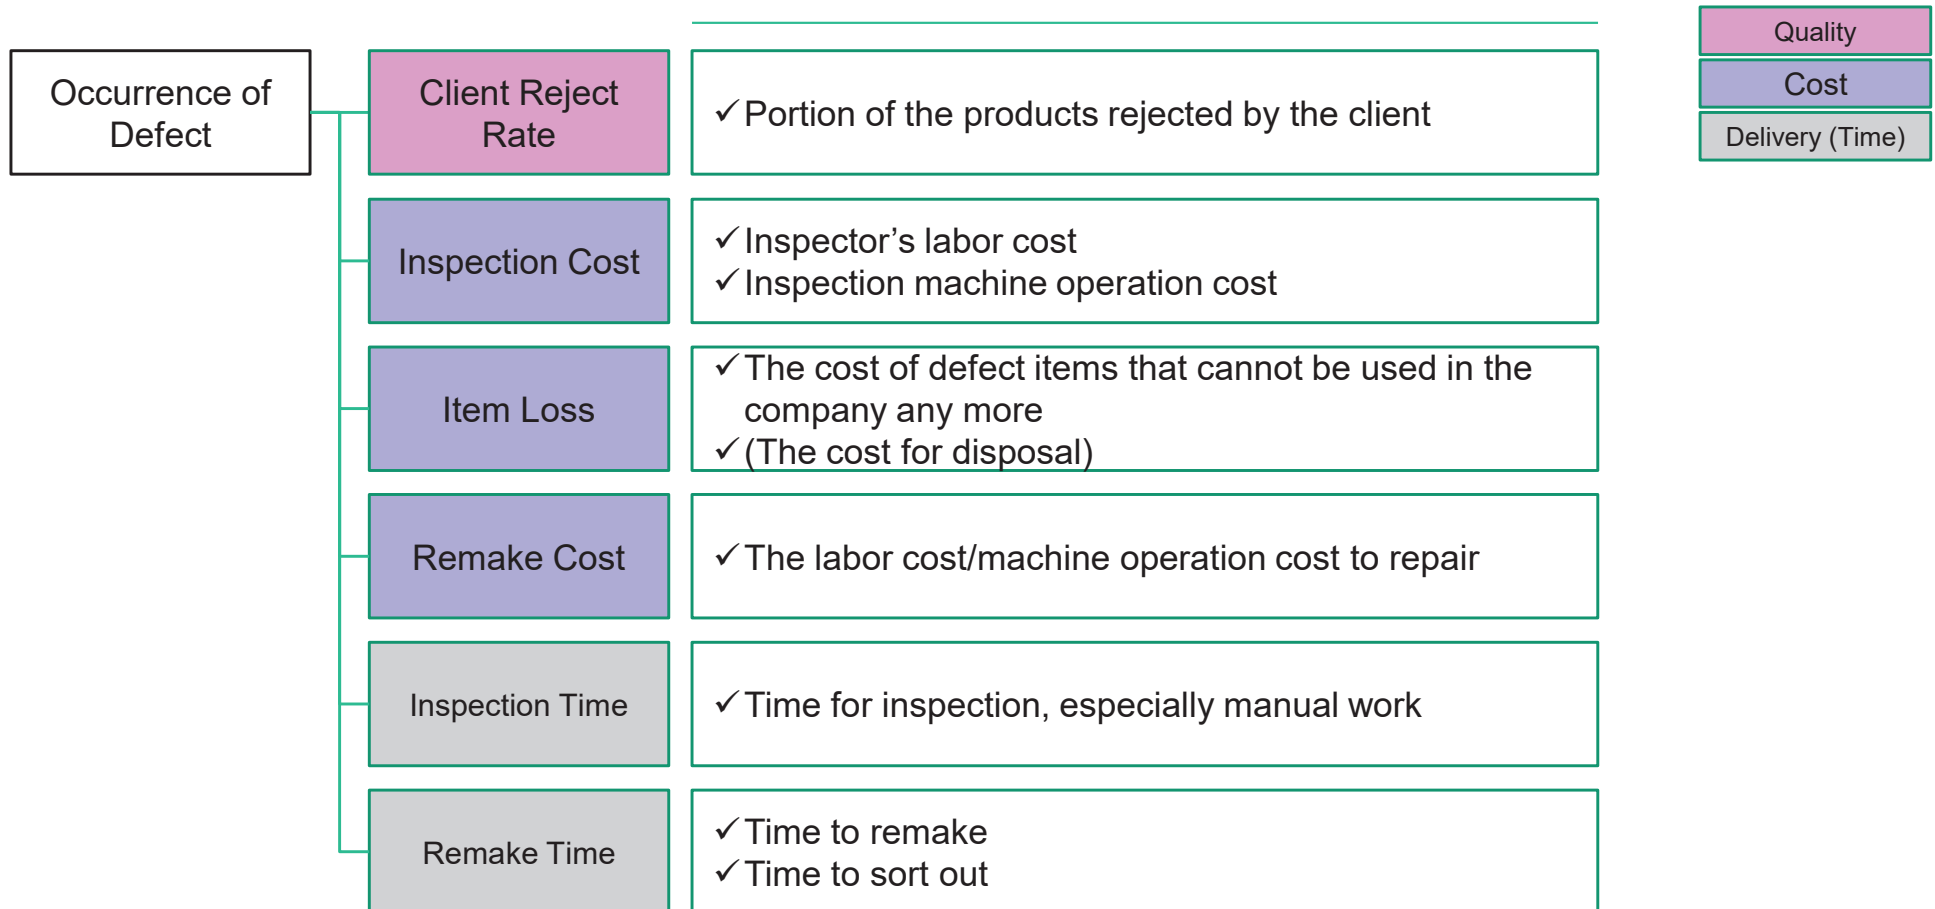 Quality
Cost
Delivery (Time)
Occurrence of
Defect
Client Reject
Rate
✓ Portion of the products rejected by the client
Inspection Cost
✓ Inspector’s labor cost
✓ Inspection machine operation cost
Item Loss
✓ The cost of defect items that cannot be used in the
company any more
✓ (The cost for disposal)
Remake Cost
✓ The labor cost/machine operation cost to repair
Inspection Time
✓ Time for inspection, especially manual work
Remake Time
✓ Time to remake
✓ Time to sort out